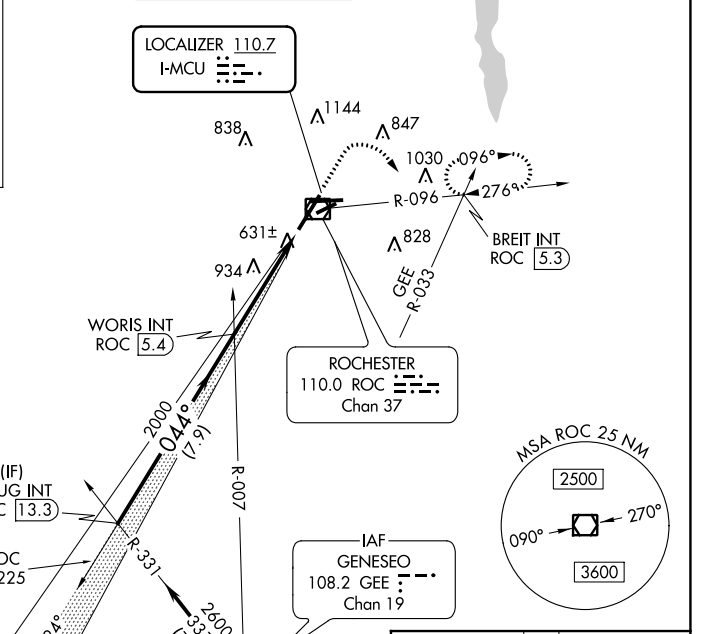 LOCALIZER 110.7
I-MCU
1144
838
847
1030
096°
R-096
276°
631±
934
828
BREIT INT
ROC 5.3
GEE
R-033
WORIS INT
ROC 5.4
ROCHESTER
110.0 ROC
Chan 37
2000
044°
(7.9)
R-007
MSA ROC 25 NM
2500
090°
270°
3600
(IF)
UG INT
C 13.3
OC
225
R-331
IAF
GENESEO
108.2 GEE
Chan 19
2600